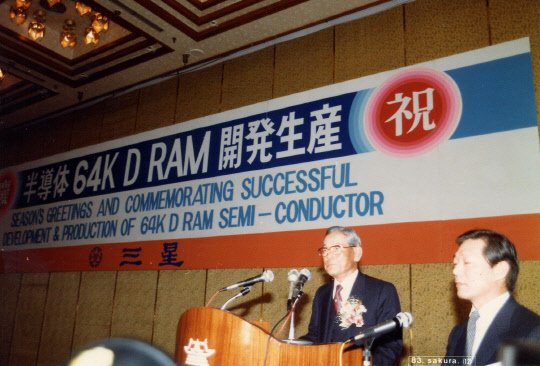 半導体 64K D RAM 開発生産 祝
SEASON'S GREETINGS AND COMMEMORATING SUCCESSFUL
DEVELOPMENT & PRODUCTION OF 64K D RAM SEMI-CONDUCTOR
三星
83. sakura.